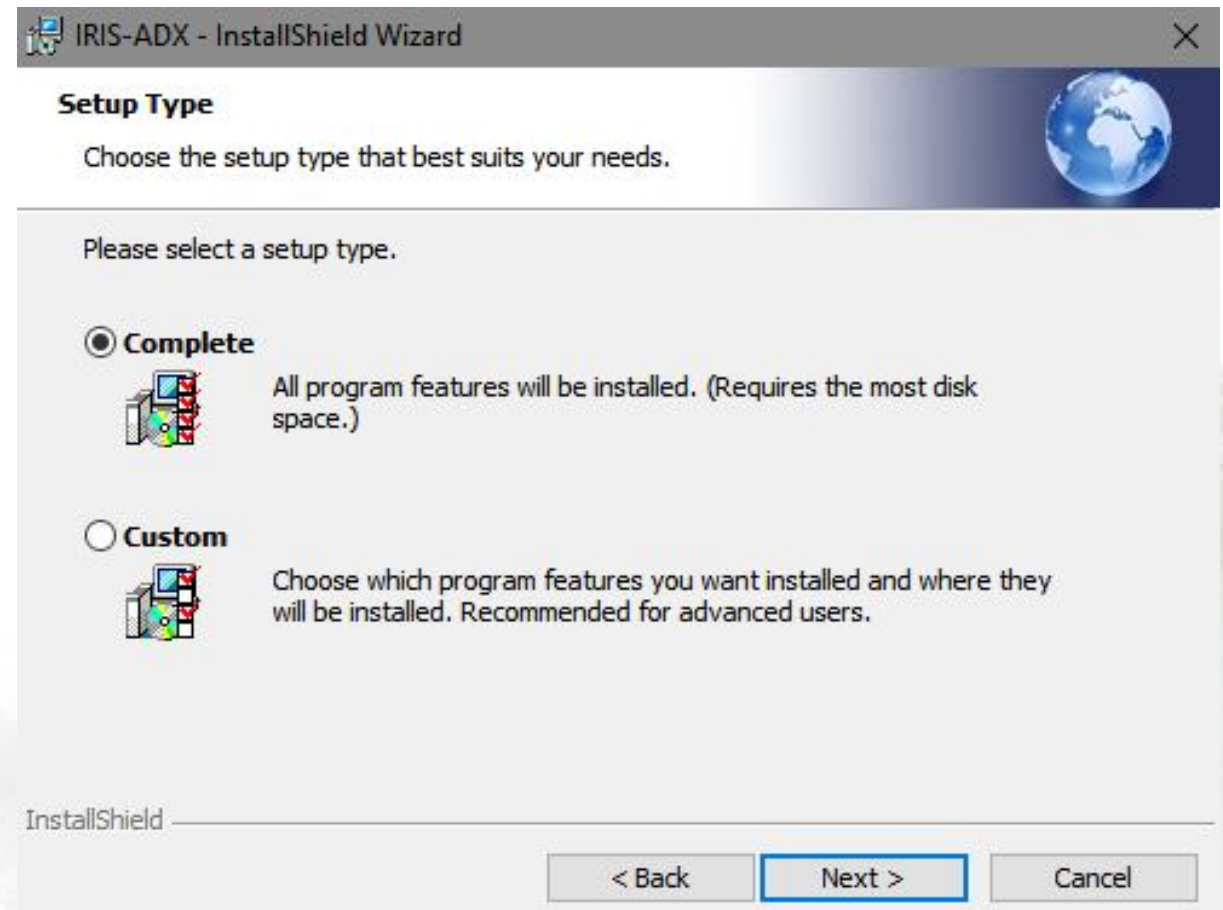 IRIS-ADX - InstallShield Wizard
Setup Type
Choose the setup type that best suits your needs.
Please select a setup type.
Complete
All program features will be installed. (Requires the most disk
space.)
Custom
Choose which program features you want installed and where they
will be installed. Recommended for advanced users.
InstallShield
< Back
Next >
Cancel